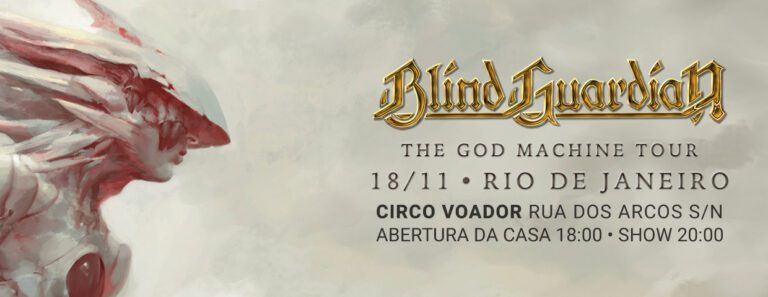 Blind Guardian
THE GOD MACHINE TOUR
18/11 • RIO DE JANEIRO
CIRCO VOADOR RUA DOS ARCOS S/N
ABERTURA DA CASA 18:00 • SHOW 20:00